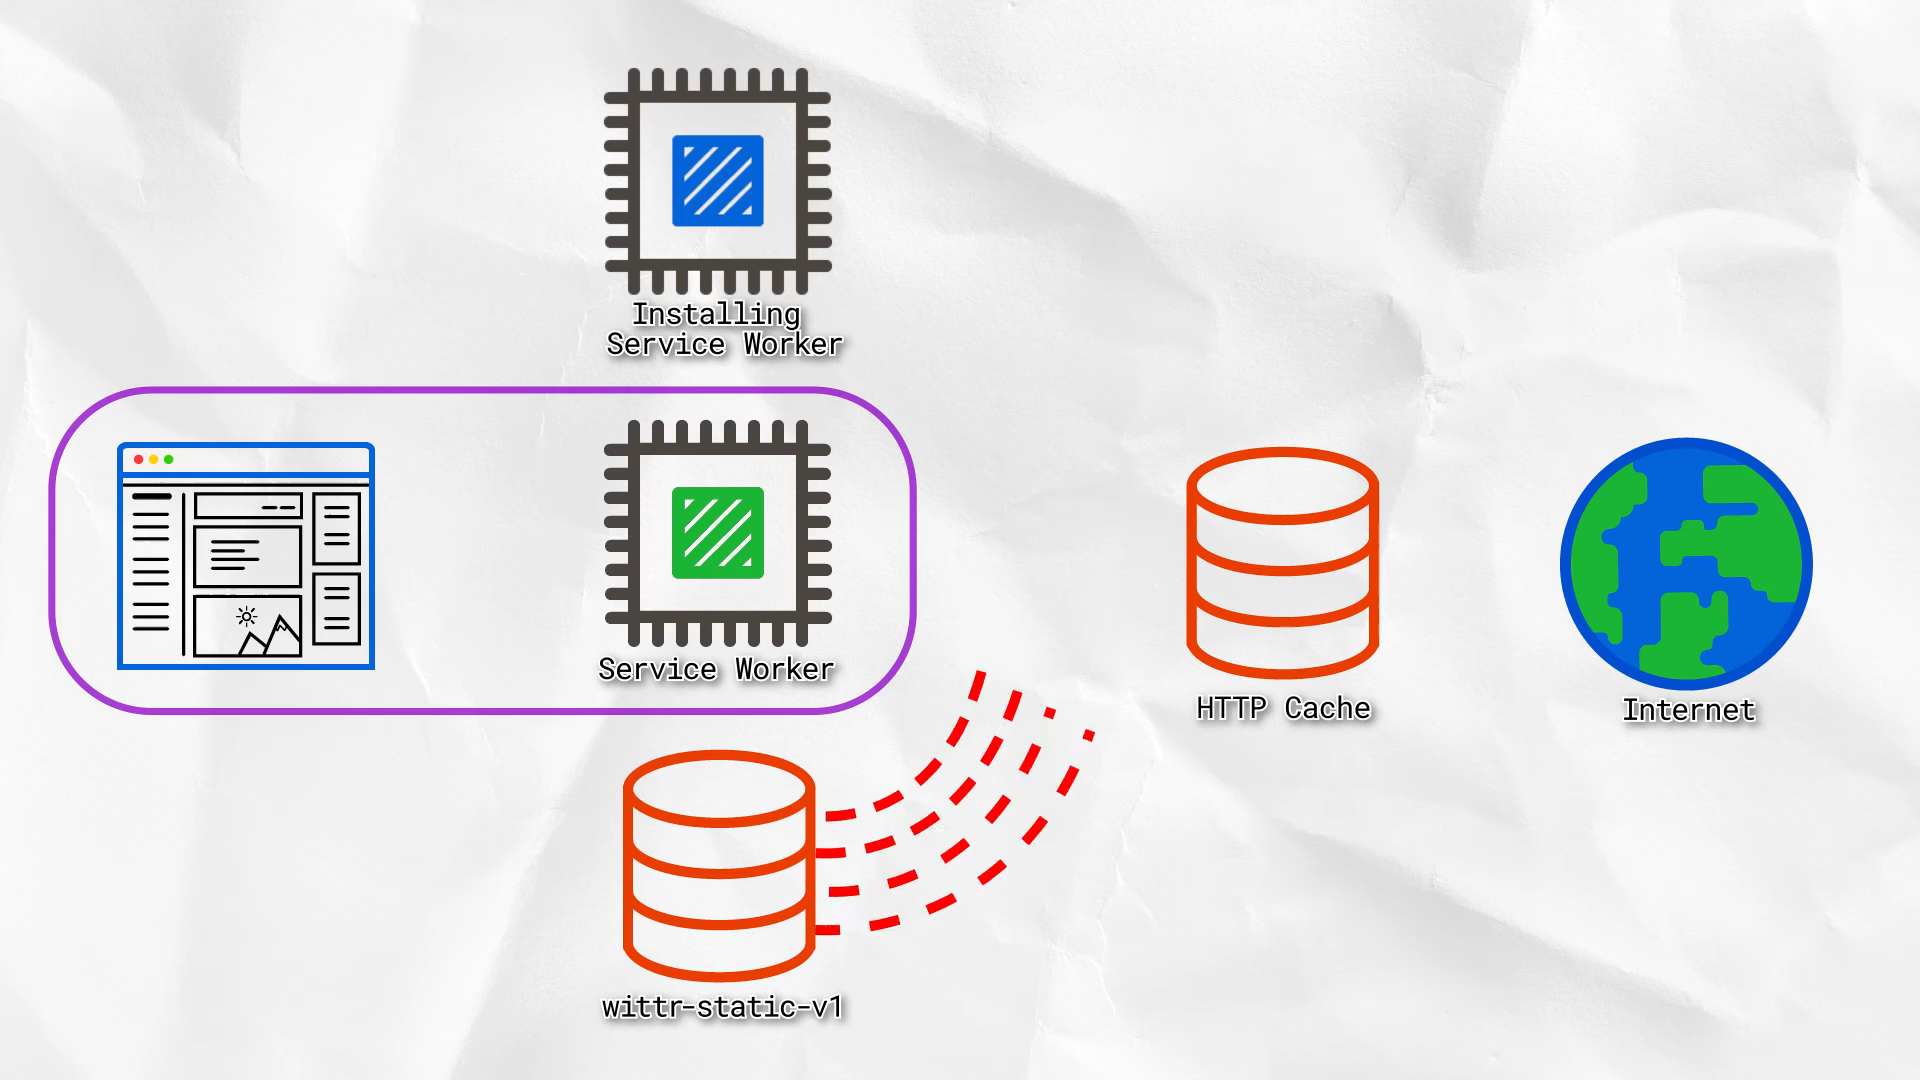 Installing
Service Worker
Service Worker
HTTP Cache
Internet
wittr-static-v1